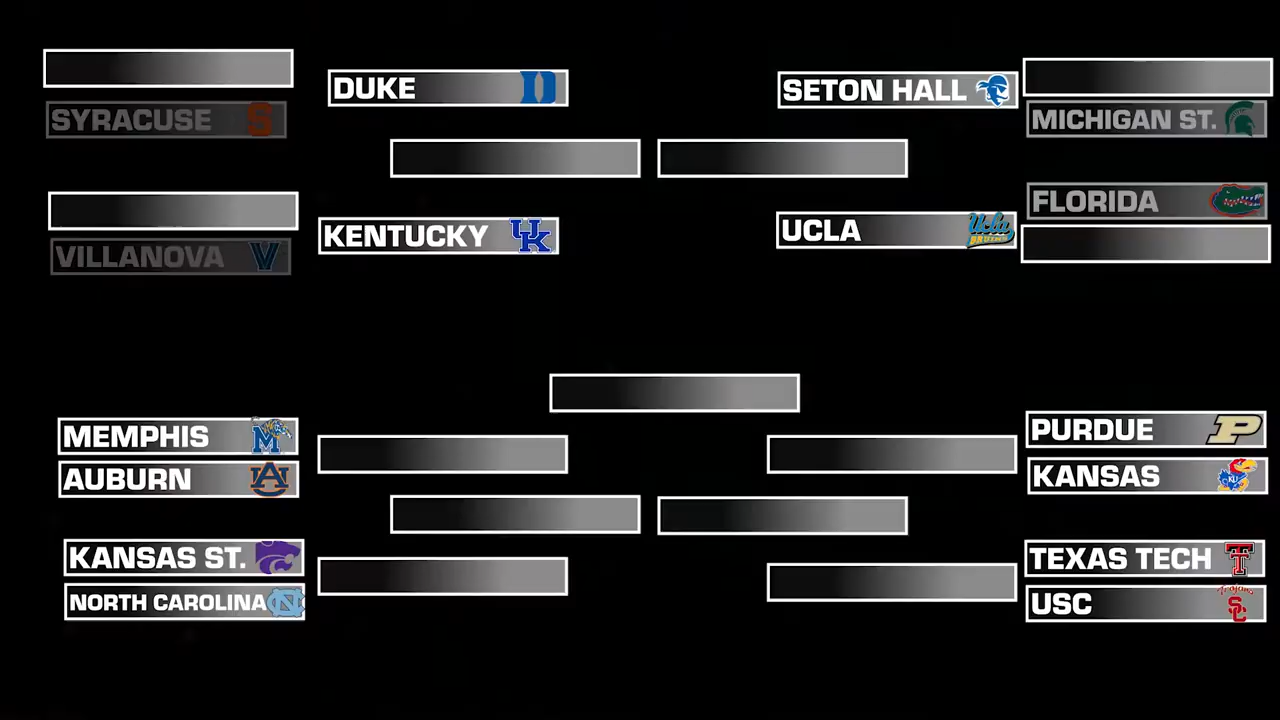 DUKE
SETON HALL
SYRACUSE
MICHIGAN ST.
FLORIDA
KENTUCKY
UCLA
VILLANOVA
MEMPHIS
AUBURN
PURDUE
KANSAS
KANSAS ST.
NORTH CAROLINA
TEXAS TECH
USC